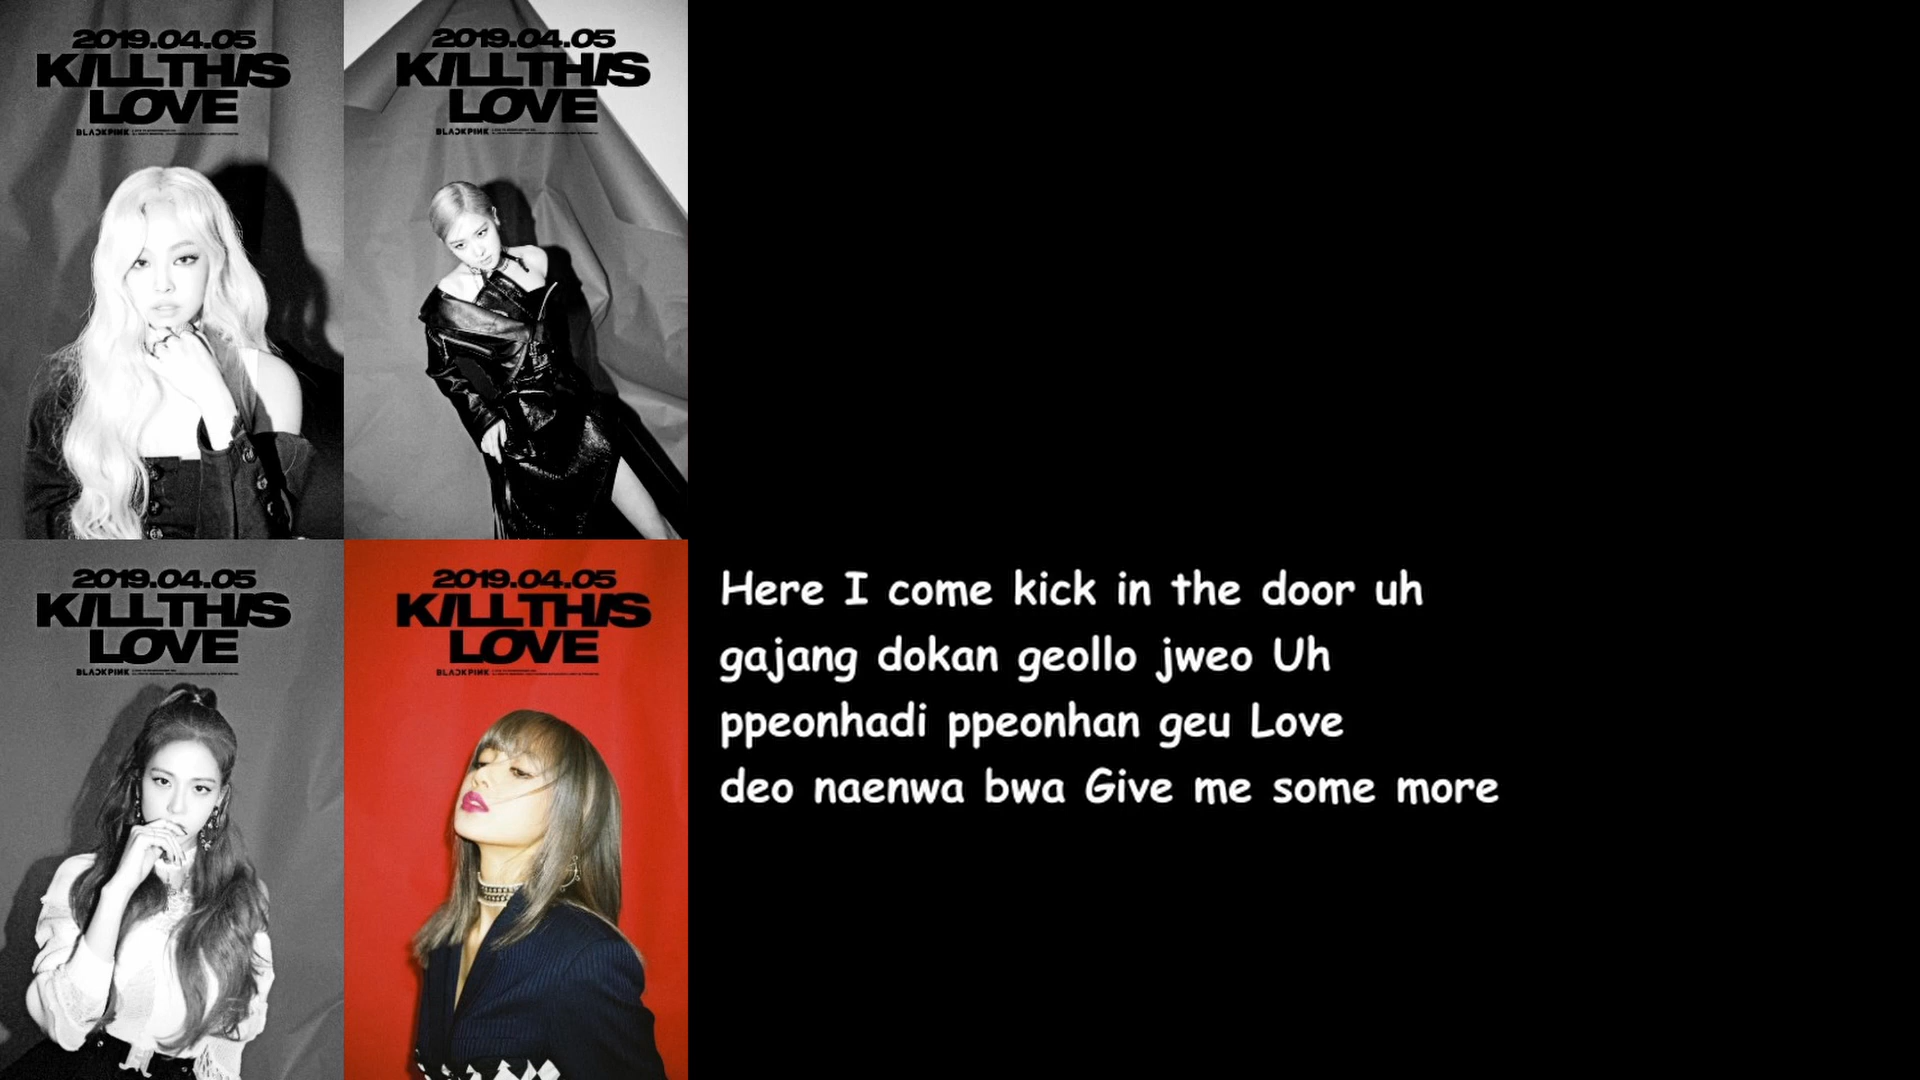 2019.04.05
KILL THIS
LOVE
BLACKPINK
2019.04.05
KILL THIS
LOVE
BLACKPINK
2019.04.05
KILL THIS
LOVE
BLACKPINK
2019.04.05
KILL THIS
LOVE
BLACKPINK
Here I come kick in the door uh
gajang dokan geollo jweo Uh
ppeonhadi ppeonhan geu Love
deo naenwa bwa Give me some more